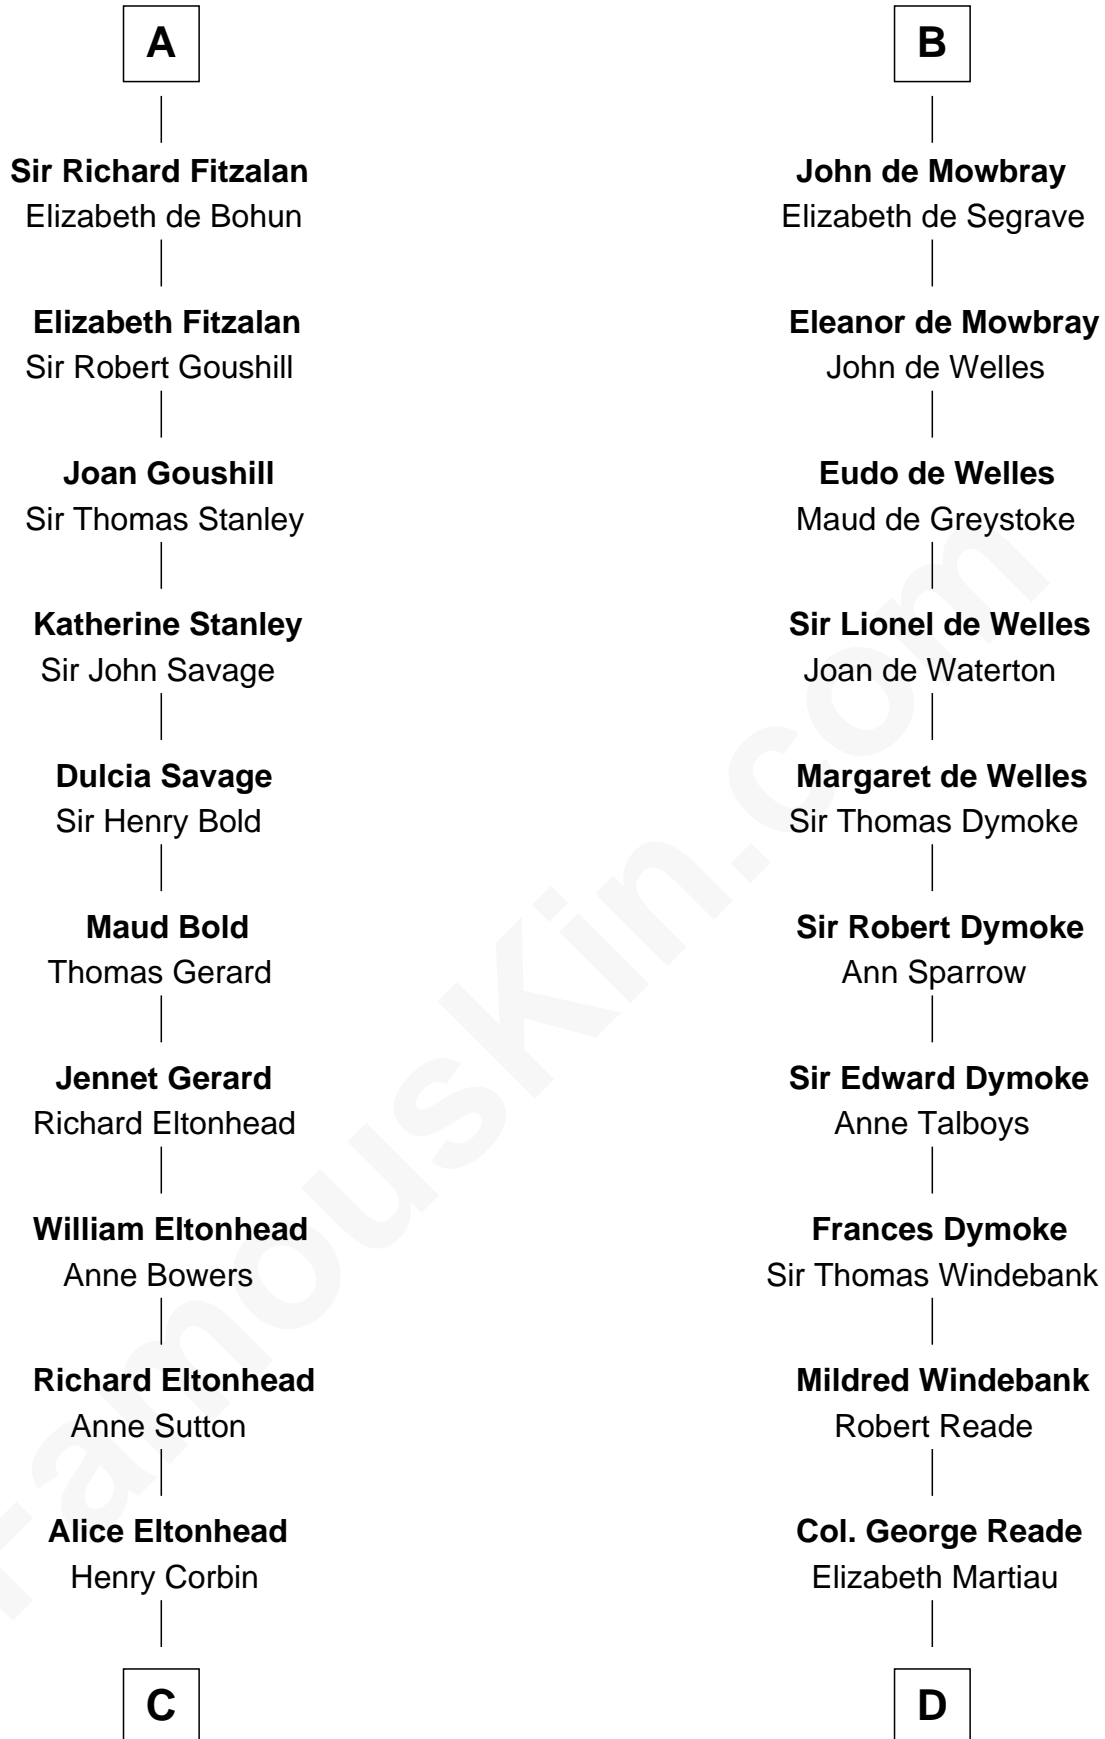 A
Sir Richard Fitzalan
Elizabeth de Bohun
Elizabeth Fitzalan
Sir Robert Goushill
Joan Goushill
Sir Thomas Stanley
Katherine Stanley
Sir John Savage
Dulcia Savage
Sir Henry Bold
Maud Bold
Thomas Gerard
Jennet Gerard
Richard Eltonhead
William Eltonhead
Anne Bowers
Richard Eltonhead
Anne Sutton
Alice Eltonhead
Henry Corbin
C
B
John de Mowbray
Elizabeth de Segrave
Eleanor de Mowbray
John de Welles
Eudo de Welles
Maud de Greystoke
Sir Lionel de Welles
Joan de Waterton
Margaret de Welles
Sir Thomas Dymoke
Sir Robert Dymoke
Ann Sparrow
Sir Edward Dymoke
Anne Talboys
Frances Dymoke
Sir Thomas Windebank
Mildred Windebank
Robert Reade
Col. George Reade
Elizabeth Martiau
D
FamousKin.com